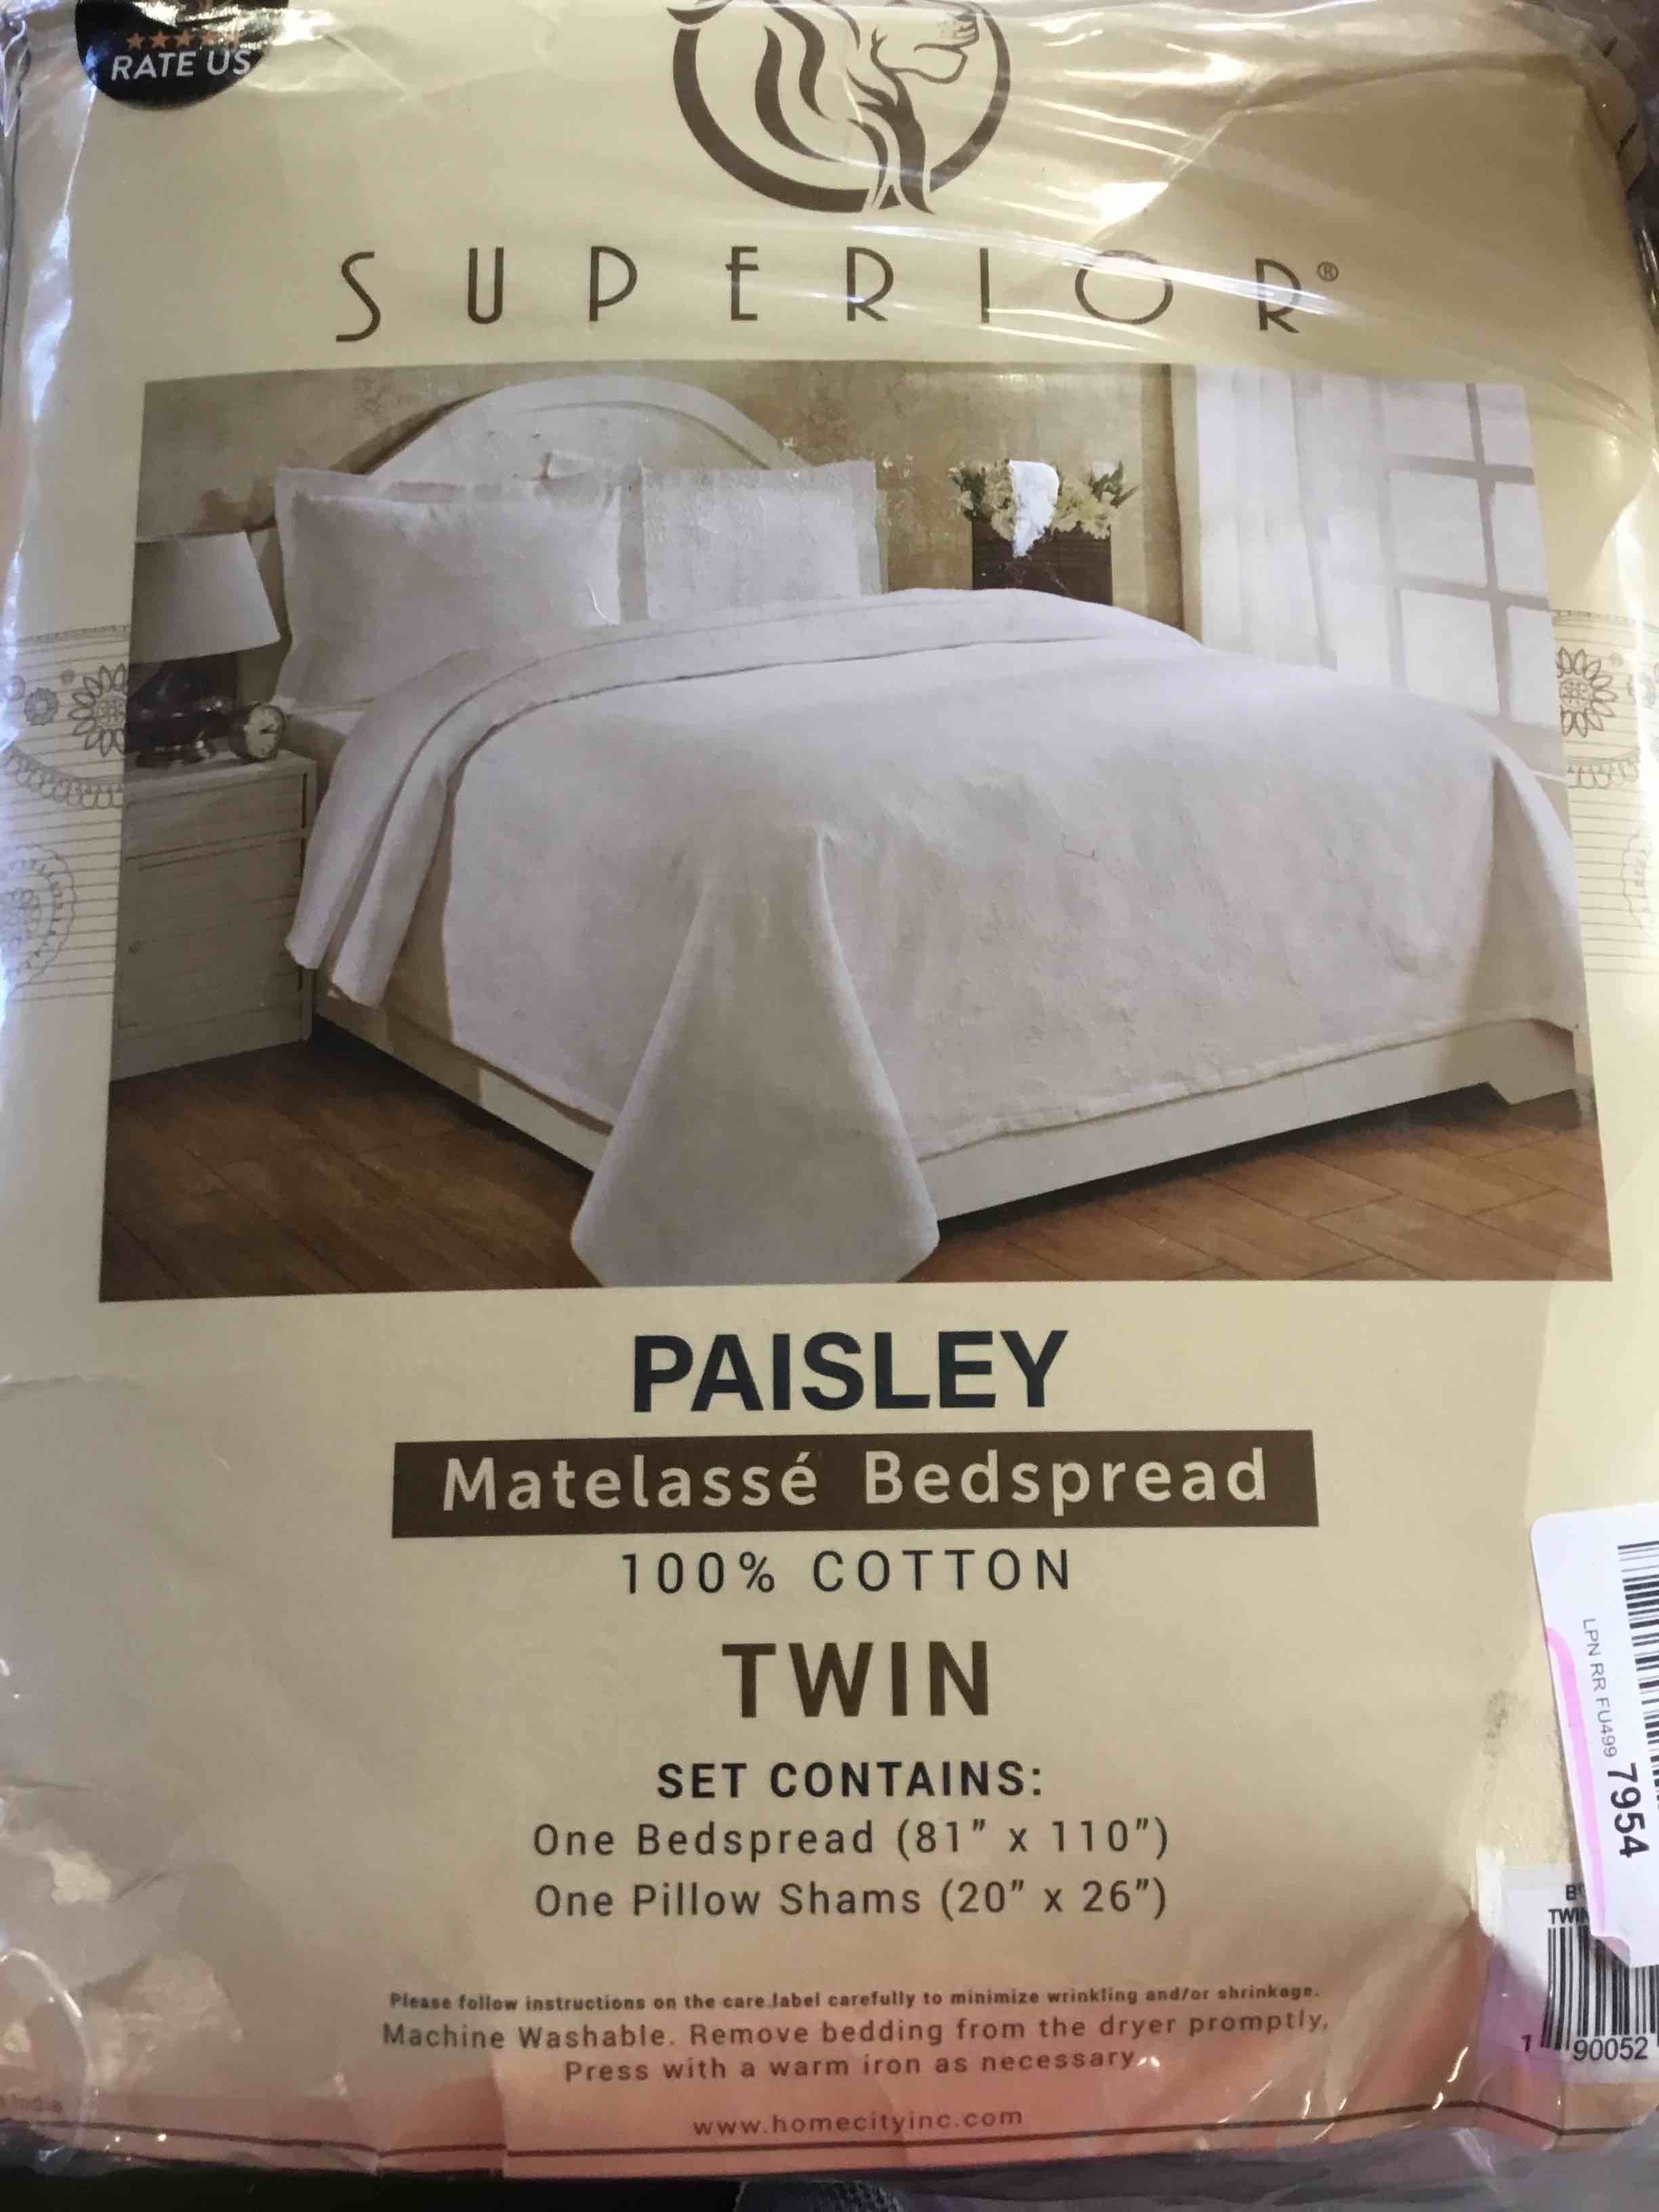 RATE US
SUPERIOR®
PAISLEY
Matelassé Bedspread
100% COTTON
TWIN
SET CONTAINS:
One Bedspread (81" x 110")
One Pillow Shams (20" x 26")
Please follow instructions on the care label carefully to minimize wrinkling and/or shrinkage.
Machine Washable. Remove bedding from the dryer promptly.
Press with a warm iron as necessary.
www.homecityinc.com
LPN RR FU499 7954
TWIN
1 90052